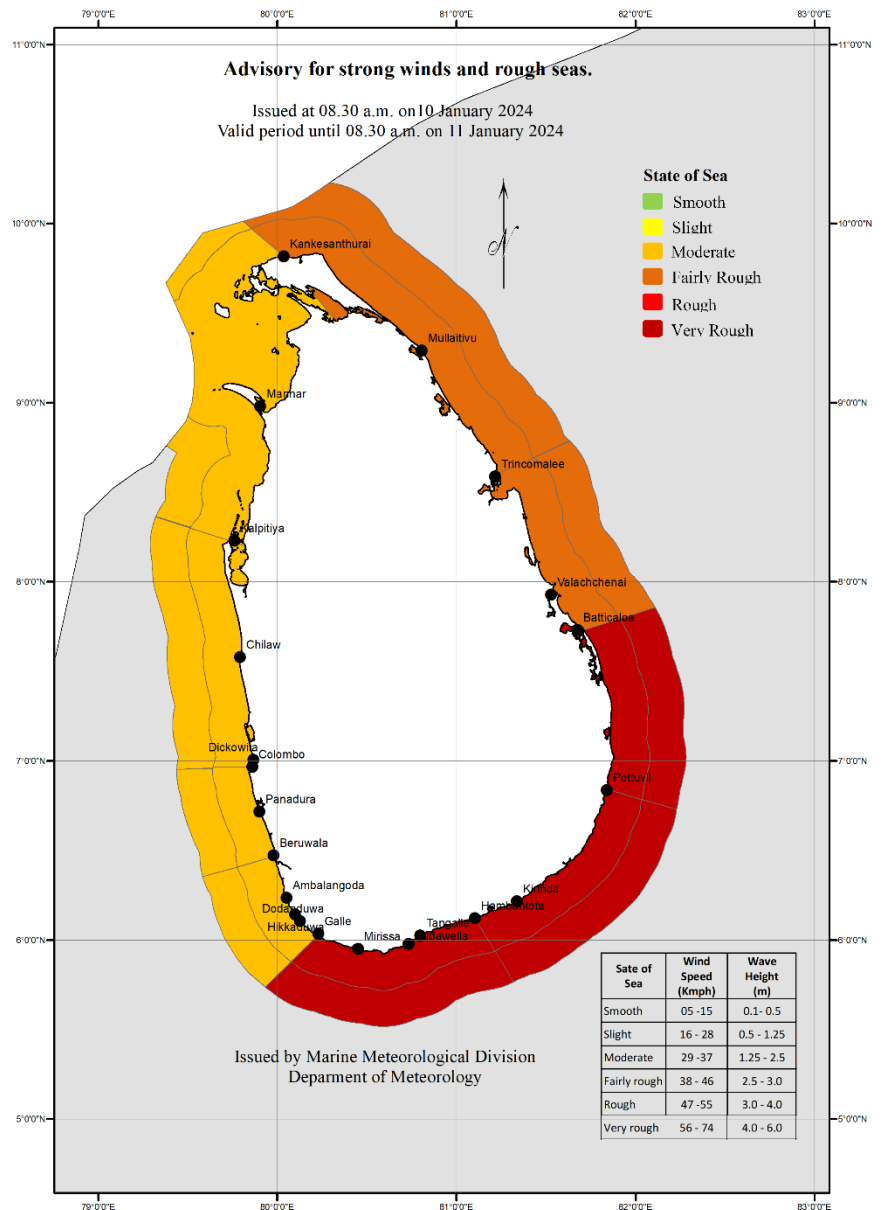 79°0'0"E 80°0'0"E 81°0'0"E 82°0'0"E 83°0'0"E
11°0'0"N 11°0'0"N
Advisory for strong winds and rough seas.
Issued at 08.30 a.m. on10 January 2024
Valid period until 08.30 a.m. on 11 January 2024
State of Sea
Smooth
Slight
Moderate
Fairly Rough
Rough
Very Rough
N
10°0'0"N 10°0'0"N
Kankesanthurai
Mullaitivu
9°0'0"N 9°0'0"N
Mannar
Trincomalee
Kalpitiya
8°0'0"N 8°0'0"N
Valachchenai
Batticaloa
Chilaw
Dickowita
Colombo
7°0'0"N 7°0'0"N
Pottuvil
Panadura
Beruwala
Ambalangoda
Kirinda
Dodanduwa
Hambantota
Hikkaduwa
Galle
Tangalle
Mirissa
6°0'0"N 6°0'0"N
Sate of Sea Wind Speed (Kmph) Wave Height (m)
Smooth 05 -15 0.1- 0.5
Slight 16 - 28 0.5 - 1.25
Moderate 29 -37 1.25 - 2.5
Fairly rough 38 - 46 2.5 - 3.0
Rough 47 -55 3.0 - 4.0
Very rough 56 - 74 4.0 - 6.0
Issued by Marine Meteorological Division
Deparment of Meteorology
5°0'0"N 5°0'0"N
79°0'0"E 80°0'0"E 81°0'0"E 82°0'0"E 83°0'0"E